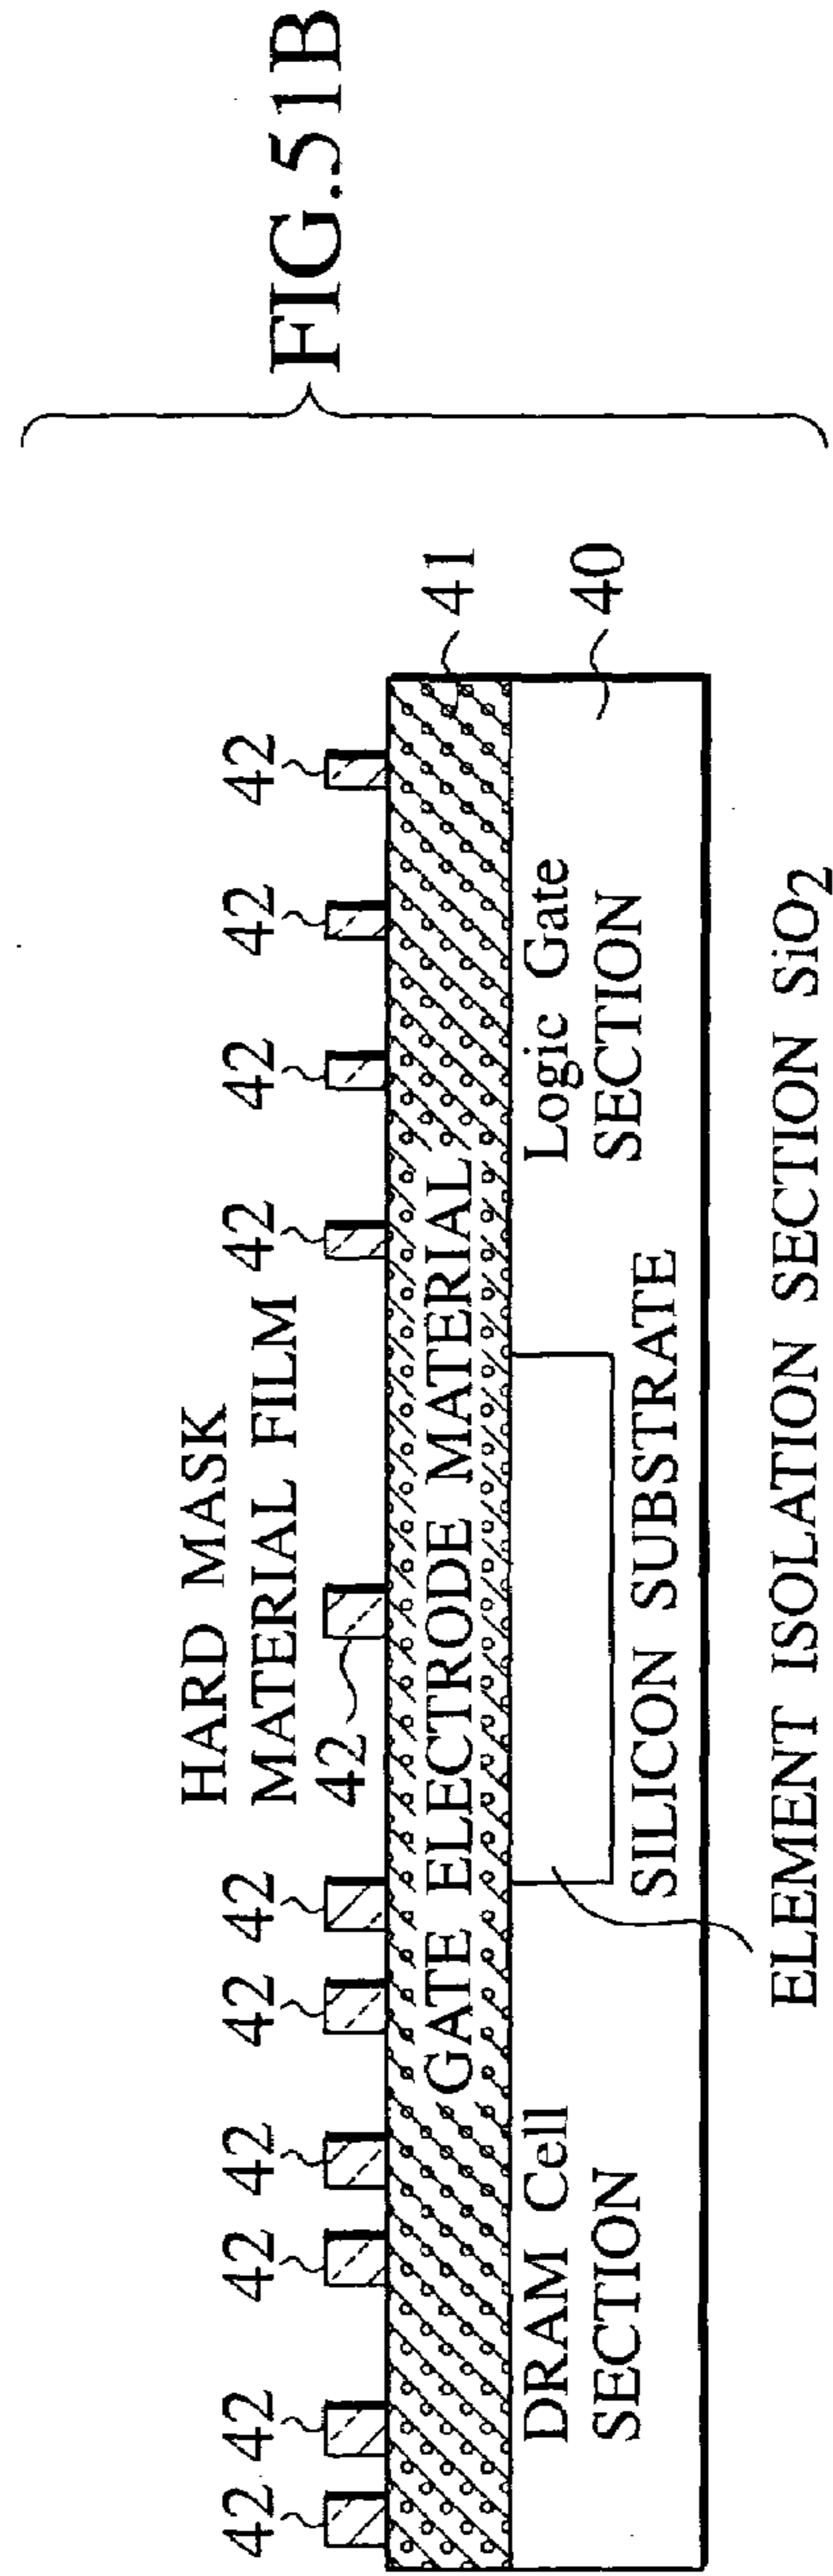 FIG.51B
HARD MASK
MATERIAL FILM
42 42 42 42 42 42 42 42 42 42 42
GATE ELECTRODE MATERIAL
41
DRAM Cell
SECTION
Logic Gate
SECTION
40
SILICON SUBSTRATE
ELEMENT ISOLATION SECTION SiO2